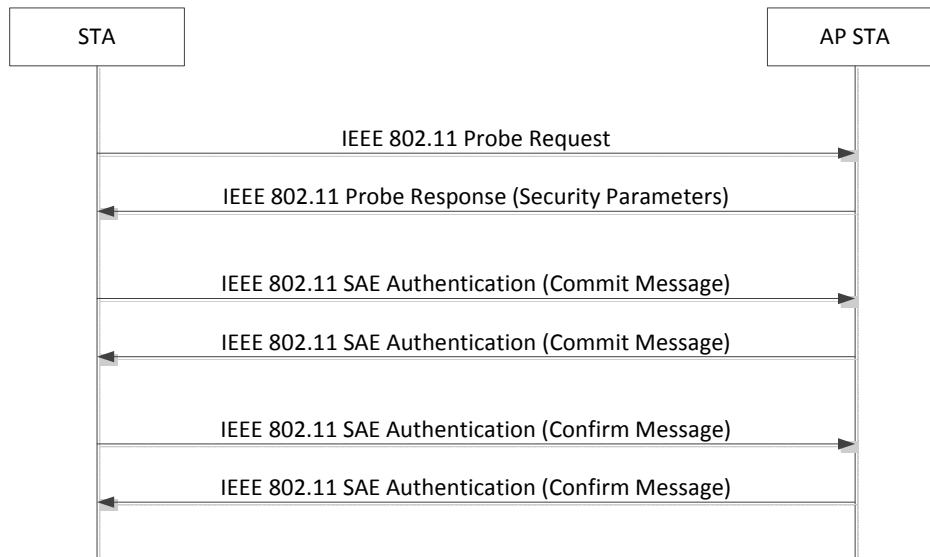 STA
AP STA
IEEE 802.11 Probe Request
IEEE 802.11 Probe Response (Security Parameters)
IEEE 802.11 SAE Authentication (Commit Message)
IEEE 802.11 SAE Authentication (Commit Message)
IEEE 802.11 SAE Authentication (Confirm Message)
IEEE 802.11 SAE Authentication (Confirm Message)